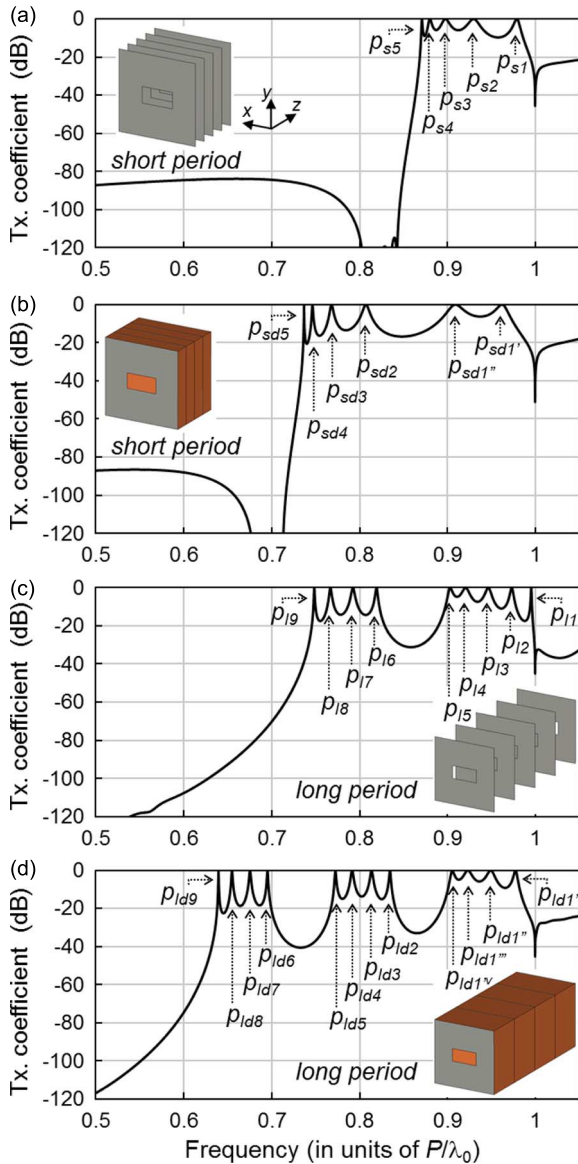 (a)
Tx. coefficient (dB)
0
-20
-40
-60
-80
-100
-120
x
y
z
short period
p_s5
p_s4
p_s3
p_s2
p_s1
0.5 0.6 0.7 0.8 0.9 1
(b)
Tx. coefficient (dB)
0
-20
-40
-60
-80
-100
-120
short period
p_sd5
p_sd4
p_sd3
p_sd2
p_sd1''
p_sd1'
0.5 0.6 0.7 0.8 0.9 1
(c)
Tx. coefficient (dB)
0
-20
-40
-60
-80
-100
-120
p_l9
p_l8
p_l7
p_l6
p_l5
p_l4
p_l3
p_l2
p_l1
long period
0.5 0.6 0.7 0.8 0.9 1
(d)
Tx. coefficient (dB)
0
-20
-40
-60
-80
-100
-120
p_ld9
p_ld8
p_ld7
p_ld6
p_ld5
p_ld4
p_ld3
p_ld2
p_ld1'ᵛ
p_ld1'''
p_ld1''
p_ld1'
long period
0.5 0.6 0.7 0.8 0.9 1
Frequency (in units of P/λ₀)